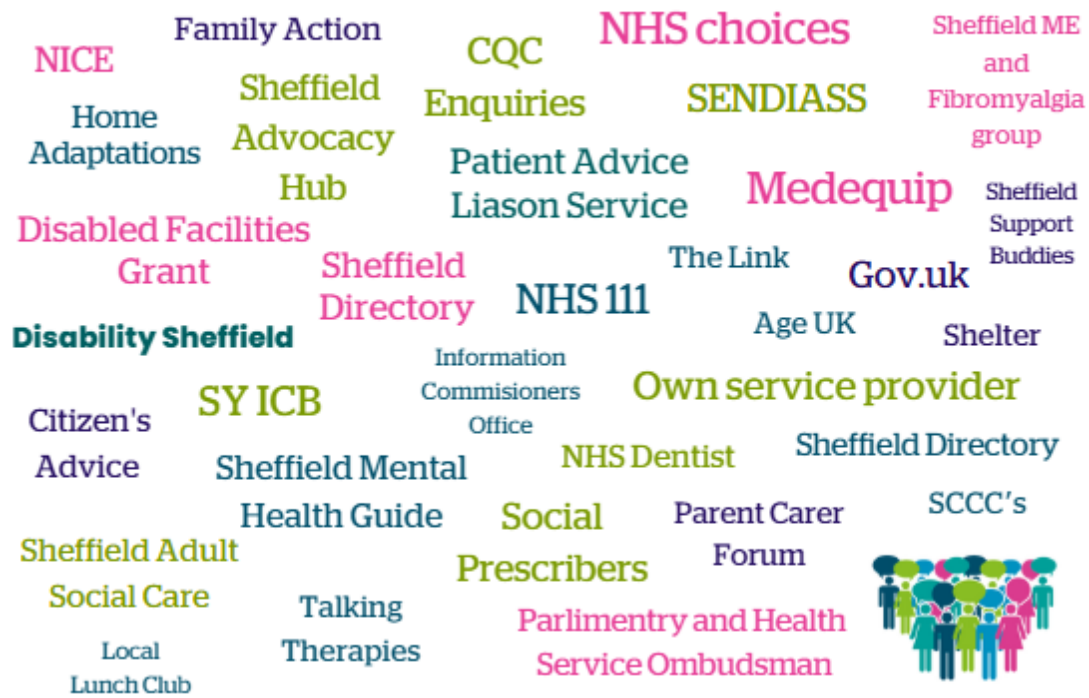 Family Action
NICE
CQC
Enquiries
NHS choices
Sheffield ME
and
Fibromyalgia
group
Home
Adaptations
Sheffield
Advocacy
Hub
SENDIASS
Patient Advice
Liason Service
Medequip
Sheffield
Support
Buddies
Disabled Facilities
Grant
Sheffield
Directory
The Link
Gov.uk
NHS 111
Age UK
Shelter
Disability Sheffield
Information
Commisioners
Office
SY ICB
Own service provider
Citizen's
Advice
Sheffield Mental
Health Guide
NHS Dentist
Sheffield Directory
SCCC's
Social
Prescribers
Parent Carer
Forum
Sheffield Adult
Social Care
Talking
Therapies
Parlimentry and Health
Service Ombudsman
Local
Lunch Club